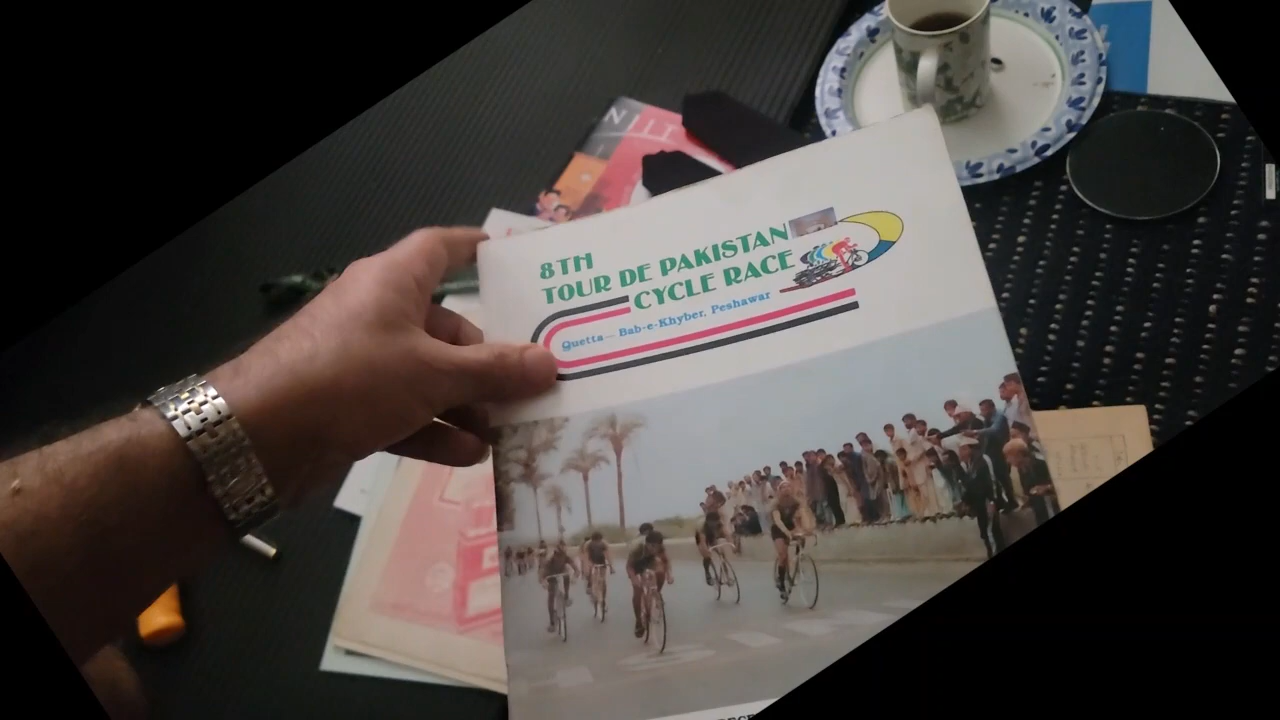 8TH
TOUR DE PAKISTAN
CYCLE RACE
Quetta— Bab-e-Khyber, Peshawar